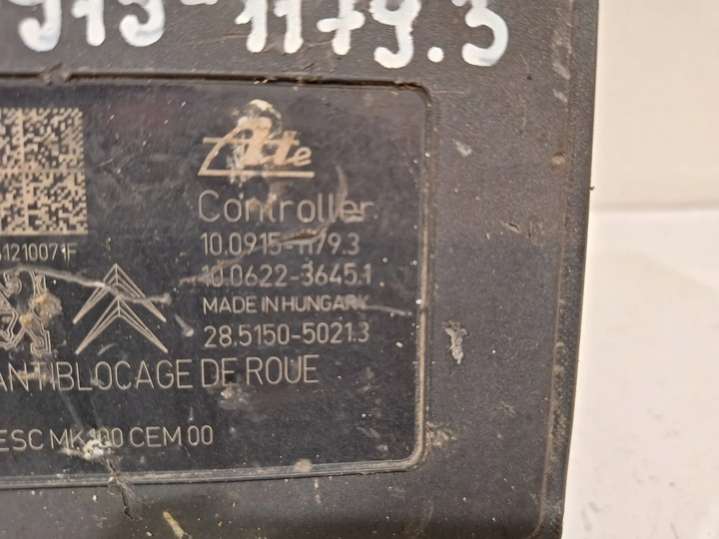 915-1179.3
Ate
Controller
10.0915-1179.3
10.0622-3645.1
61210071F
MADE IN HUNGARY
28.5150-5021.3
ANTIBLOCAGE DE ROUE
ESC MK100 CEM 00